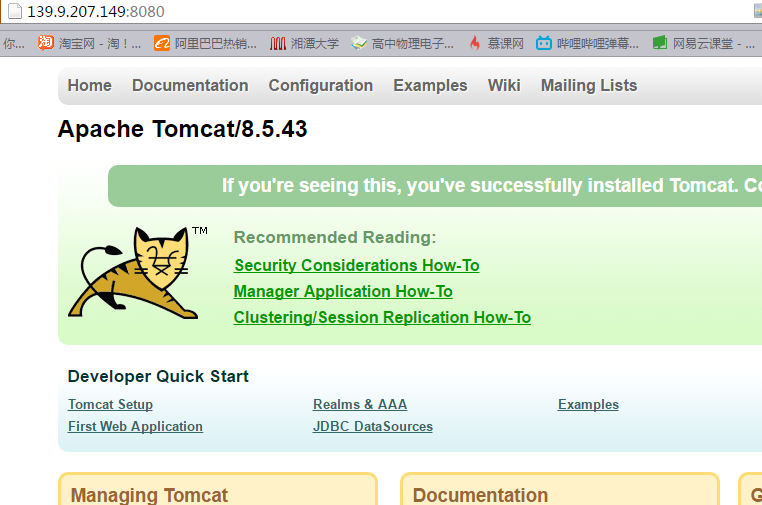 139.9.207.149:8080
你... 淘宝网 - 淘！... 阿里巴巴热销... 湘潭大学 高中物理电子... 慕课网 哔哩哔哩弹幕... 网易云课堂 - ...
Home Documentation Configuration Examples Wiki Mailing Lists
Apache Tomcat/8.5.43
If you're seeing this, you've successfully installed Tomcat. Co
TM
Recommended Reading:
Security Considerations How-To
Manager Application How-To
Clustering/Session Replication How-To
Developer Quick Start
Tomcat Setup Realms & AAA Examples
First Web Application JDBC DataSources
Managing Tomcat Documentation G